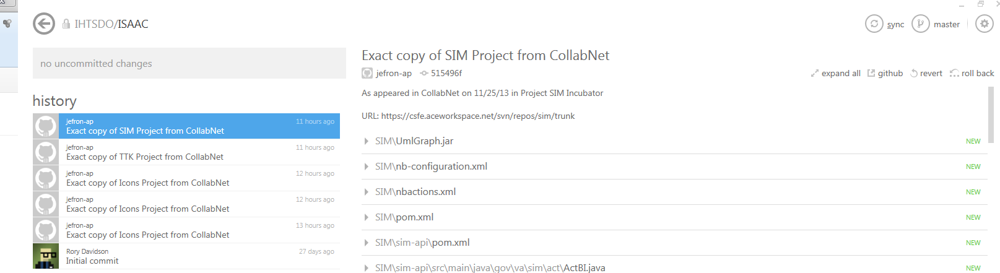 IHTSDO/ISAAC
sync
master
no uncommitted changes
history
jefron-ap 11 hours ago
Exact copy of SIM Project from CollabNet
jefron-ap 11 hours ago
Exact copy of TTK Project from CollabNet
jefron-ap 12 hours ago
Exact copy of Icons Project from CollabNet
jefron-ap 12 hours ago
Exact copy of Icons Project from CollabNet
jefron-ap 13 hours ago
Exact copy of Icons Project from CollabNet
Rory Davidson 27 days ago
Initial commit
Exact copy of SIM Project from CollabNet
jefron-ap 515496f
expand all github revert roll back
As appeared in CollabNet on 11/25/13 in Project SIM Incubator
URL: https://csfe.aceworkspace.net/svn/repos/sim/trunk
SIM\UmlGraph.jar NEW
SIM\nb-configuration.xml NEW
SIM\nbactions.xml NEW
SIM\pom.xml NEW
SIM\sim-api\pom.xml NEW
SIM\sim-api\src\main\java\gov\va\sim\act\ActBI.java NEW